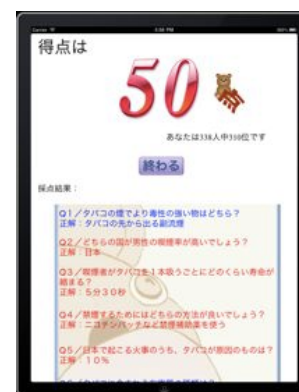 Carrier
3:30 PM
100%
得点は
50
点
あなたは338人中310位です
終わる
採点結果：
Q1／タバコの煙でより毒性の強い物はどちら？
正解：タバコの先から出る副流煙
Q2／どちらの国が男性の喫煙率が高いでしょう？
正解：日本
Q3／喫煙者がタバコを１本吸うごとにどのくらい寿命が
縮まる？
正解：５分３０秒
Q4／禁煙するためにはどちらの方法が良いでしょう？
正解：ニコチンパッチなど禁煙補助薬を使う
Q5／日本で起こる火事のうち、タバコが原因のものは？
正解：１０％